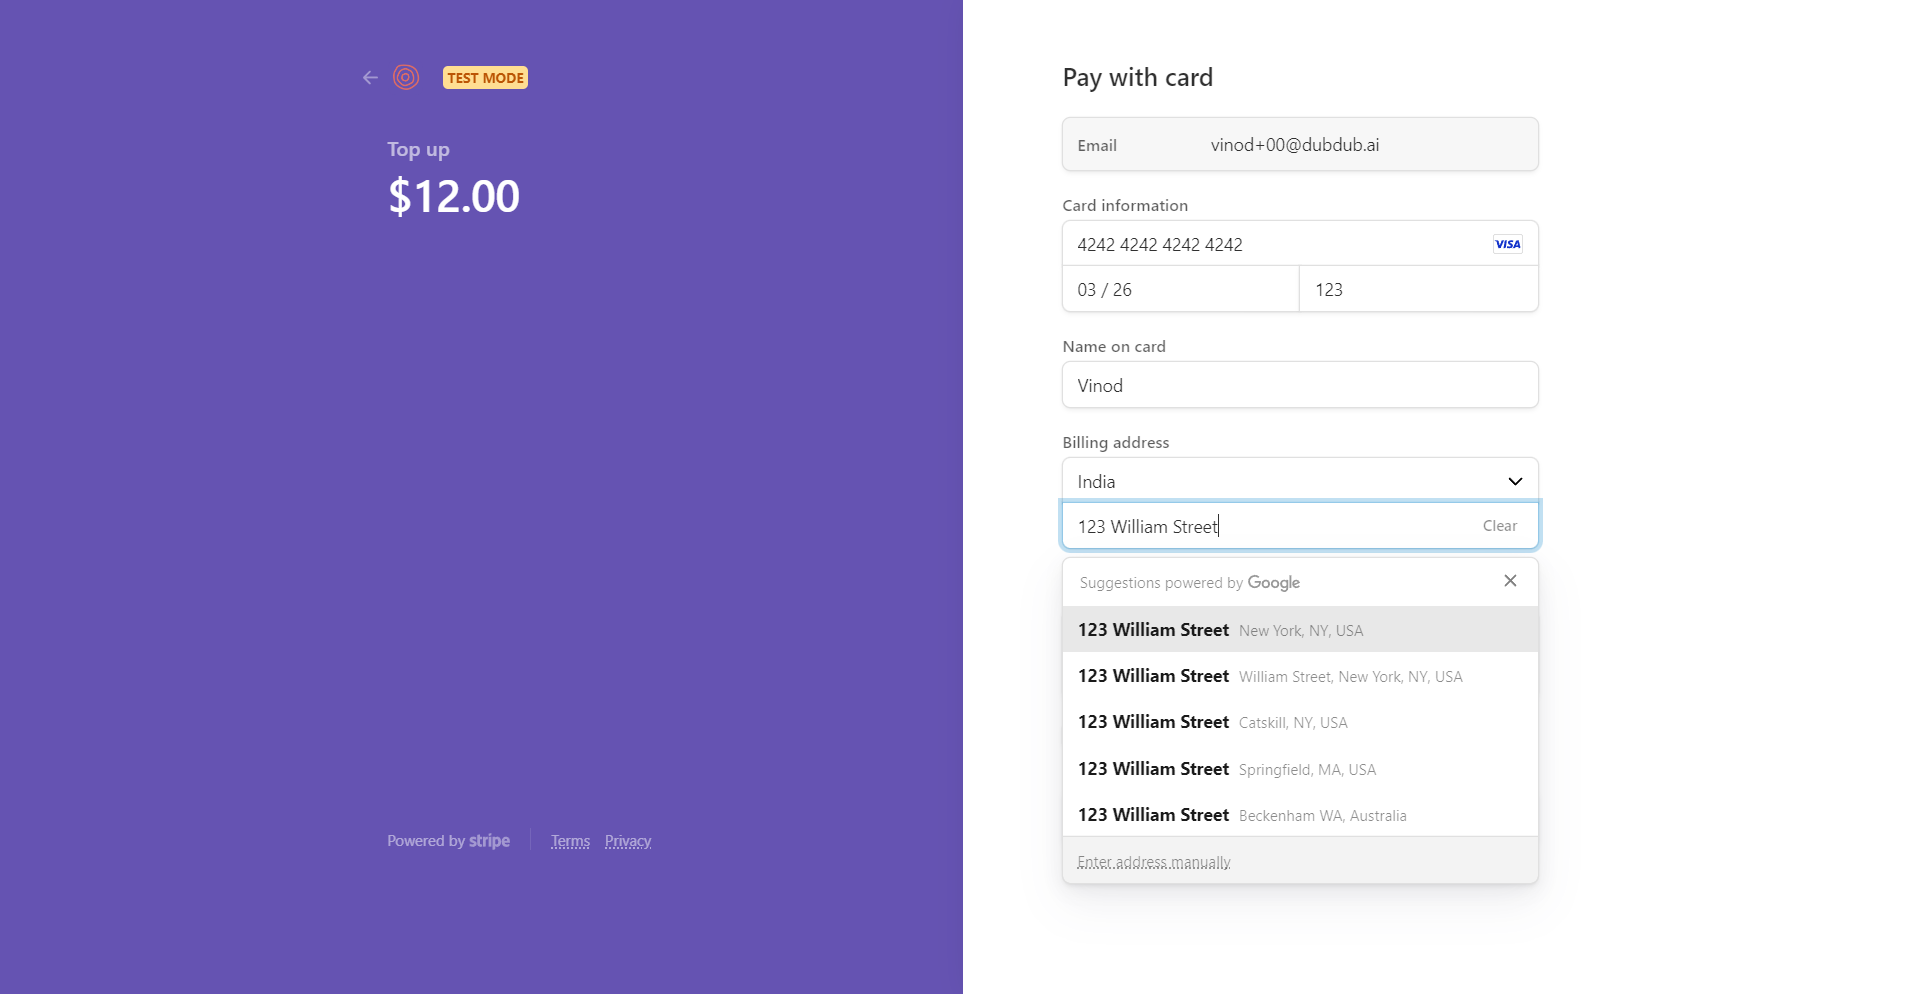 TEST MODE
Top up
$12.00
Powered by stripe
Terms
Privacy
Pay with card
Email vinod+00@dubdub.ai
Card information
4242 4242 4242 4242 VISA
03 / 26 123
Name on card
Vinod
Billing address
India
123 William Street Clear
Suggestions powered by Google
123 William Street New York, NY, USA
123 William Street William Street, New York, NY, USA
123 William Street Catskill, NY, USA
123 William Street Springfield, MA, USA
123 William Street Beckenham WA, Australia
Enter address manually